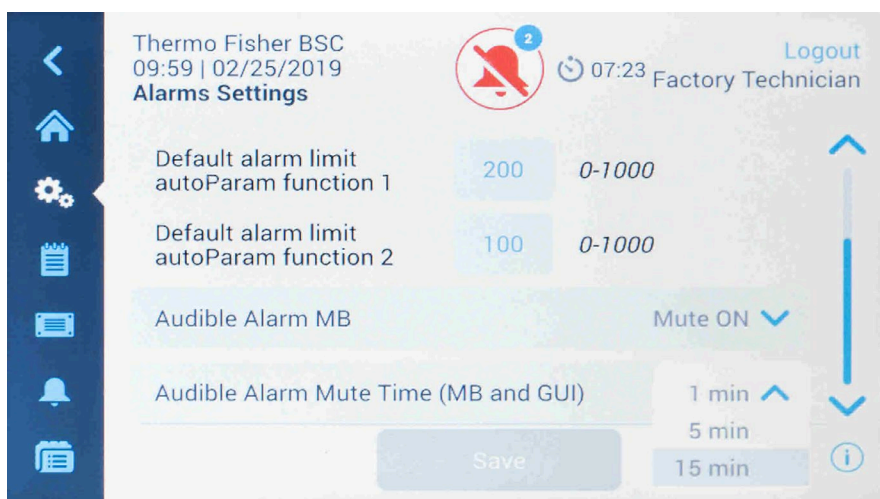 Thermo Fisher BSC
09:59 | 02/25/2019
Alarms Settings
2
07:23
Logout
Factory Technician
Default alarm limit
autoParam function 1
200
0-1000
Default alarm limit
autoParam function 2
100
0-1000
Audible Alarm MB
Mute ON
Audible Alarm Mute Time (MB and GUI)
1 min
5 min
15 min
Save
i